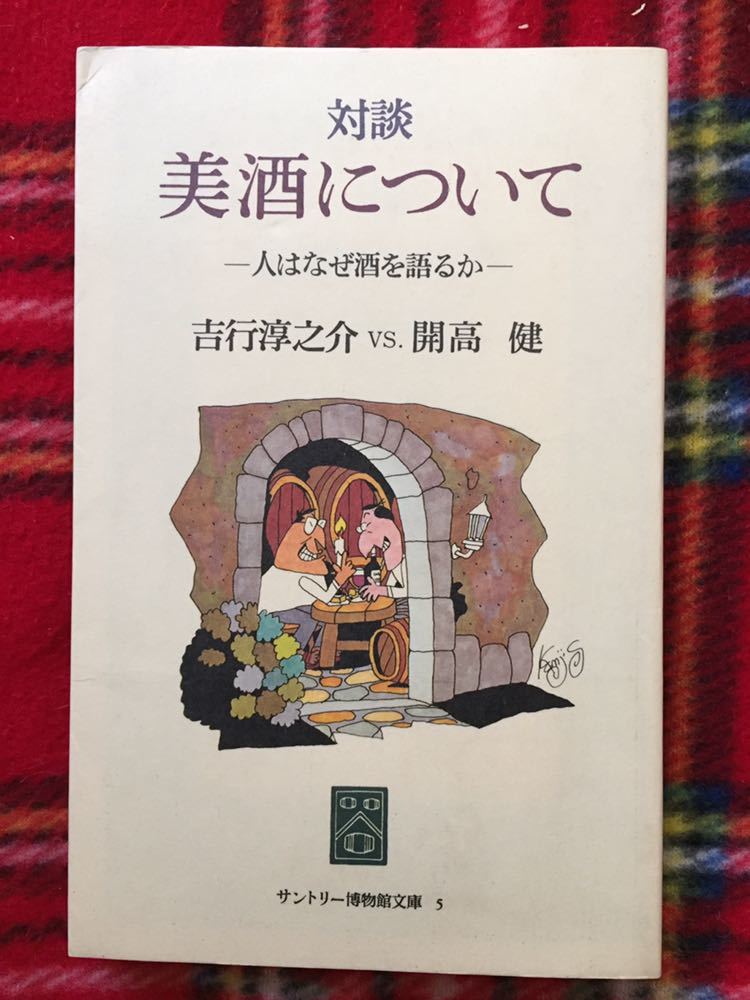 対談
美酒について
—人はなぜ酒を語るか—
吉行淳之介 vs. 開高 健
Kenji S
サントリー博物館文庫 5